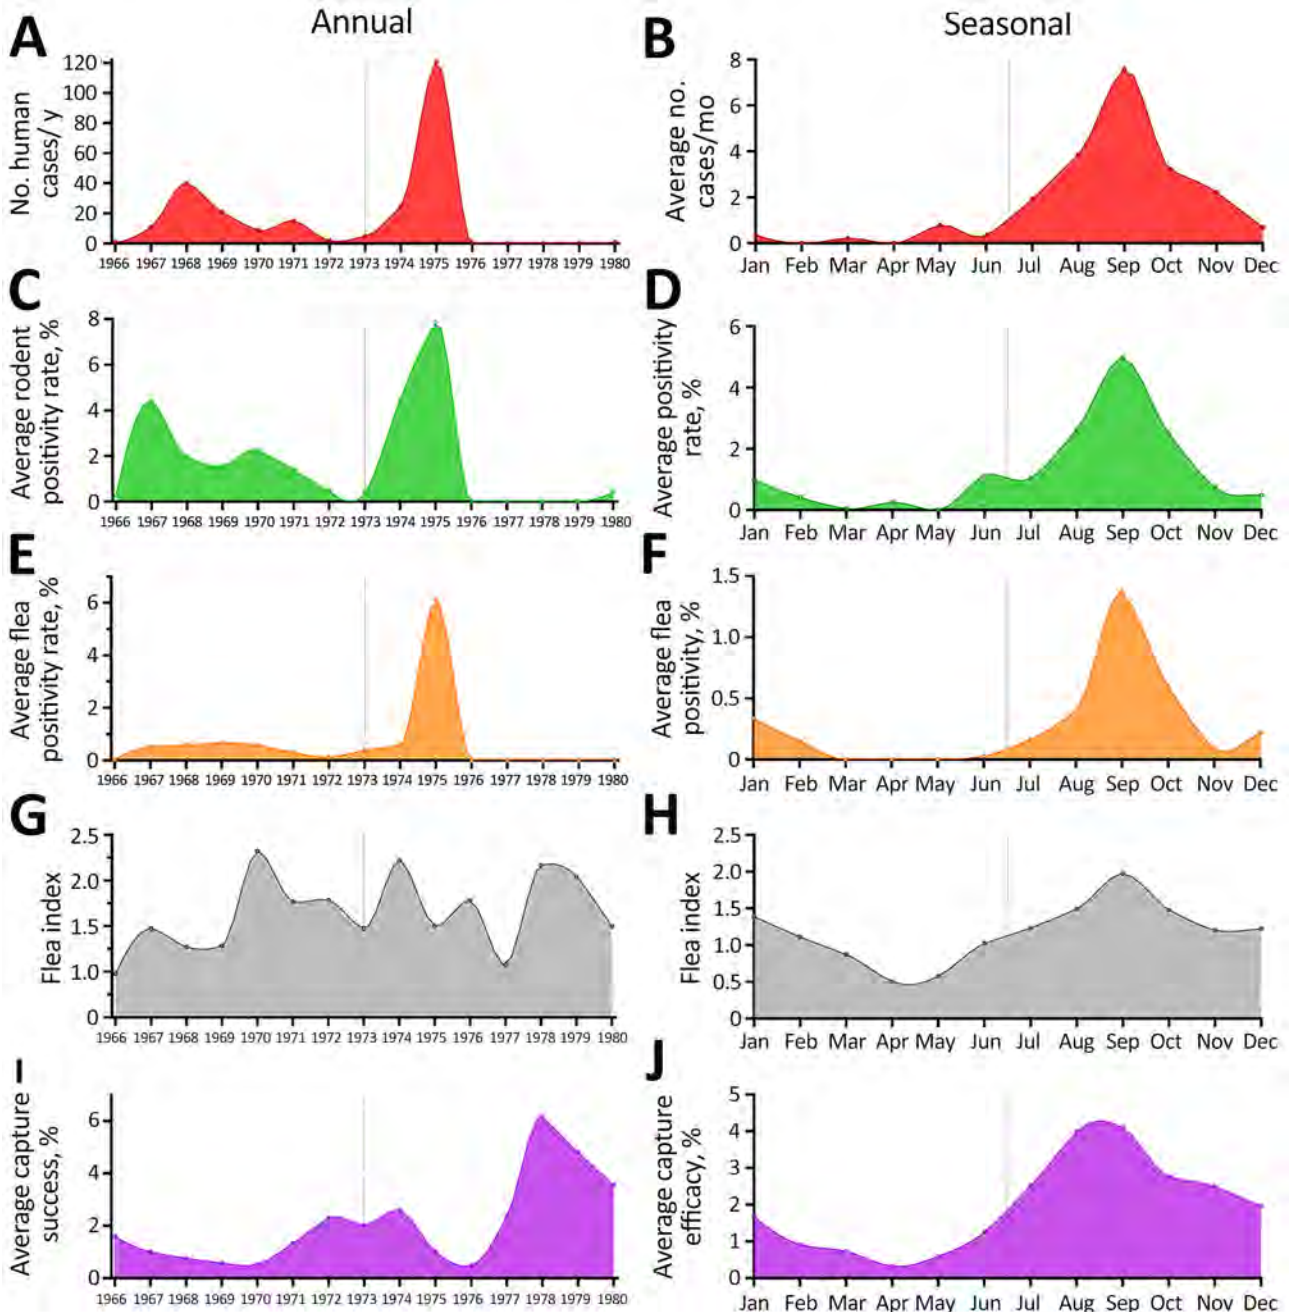 Annual
Seasonal
A
No. human
cases/ y
120
100
80
60
40
20
0
1966 1967 1968 1969 1970 1971 1972 1973 1974 1975 1976 1977 1978 1979 1980
B
Average no.
cases/mo
8
6
4
2
0
Jan Feb Mar Apr May Jun Jul Aug Sep Oct Nov Dec
C
Average rodent
positivity rate, %
8
6
4
2
0
1966 1967 1968 1969 1970 1971 1972 1973 1974 1975 1976 1977 1978 1979 1980
D
Average positivity
rate, %
6
4
2
0
Jan Feb Mar Apr May Jun Jul Aug Sep Oct Nov Dec
E
Average flea
positivity rate, %
6
4
2
0
1966 1967 1968 1969 1970 1971 1972 1973 1974 1975 1976 1977 1978 1979 1980
F
Average flea
positivity, %
1.5
1.0
0.5
0
Jan Feb Mar Apr May Jun Jul Aug Sep Oct Nov Dec
G
Flea index
2.5
2.0
1.5
1.0
0
1966 1967 1968 1969 1970 1971 1972 1973 1974 1975 1976 1977 1978 1979 1980
H
Flea index
2.5
2.0
1.5
1.0
0.5
0
Jan Feb Mar Apr May Jun Jul Aug Sep Oct Nov Dec
I
Average capture
success, %
6
4
2
0
1966 1967 1968 1969 1970 1971 1972 1973 1974 1975 1976 1977 1978 1979 1980
J
Average capture
efficacy, %
5
4
3
2
1
0
Jan Feb Mar Apr May Jun Jul Aug Sep Oct Nov Dec